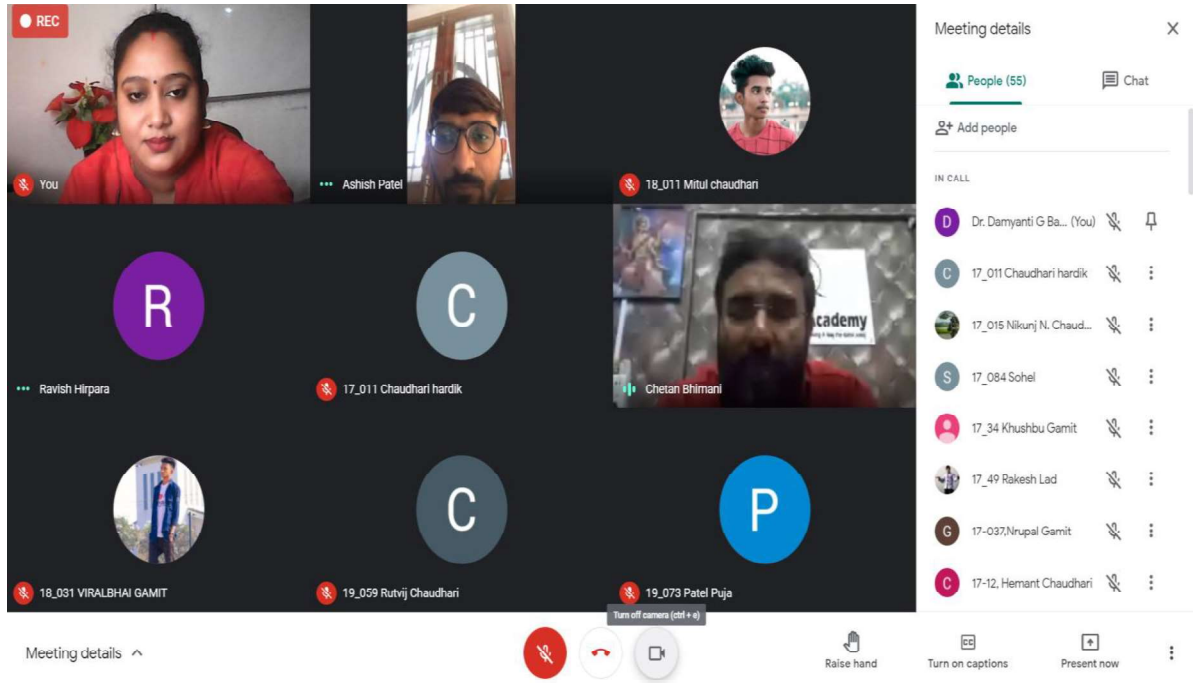 REC
You
Ashish Patel
18_011 Mitul chaudhari
R
Ravish Hirpara
C
17_011 Chaudhari hardik
cademy
Chetan Bhimani
18_031 VIRALBHAI GAMIT
C
19_059 Rutvij Chaudhari
P
19_073 Patel Puja
Turn off camera (ctrl + e)
Meeting details
Raise hand
CC
Turn on captions
Present now
Meeting details
X
People (55)
Chat
Add people
IN CALL
D
Dr. Damyanti G Ba... (You)
C
17_011 Chaudhari hardik
17_015 Nikunj N. Chaud...
S
17_084 Sohel
17_34 Khushbu Gamit
17_49 Rakesh Lad
G
17-037,Nrupal Gamit
C
17-12, Hemant Chaudhari